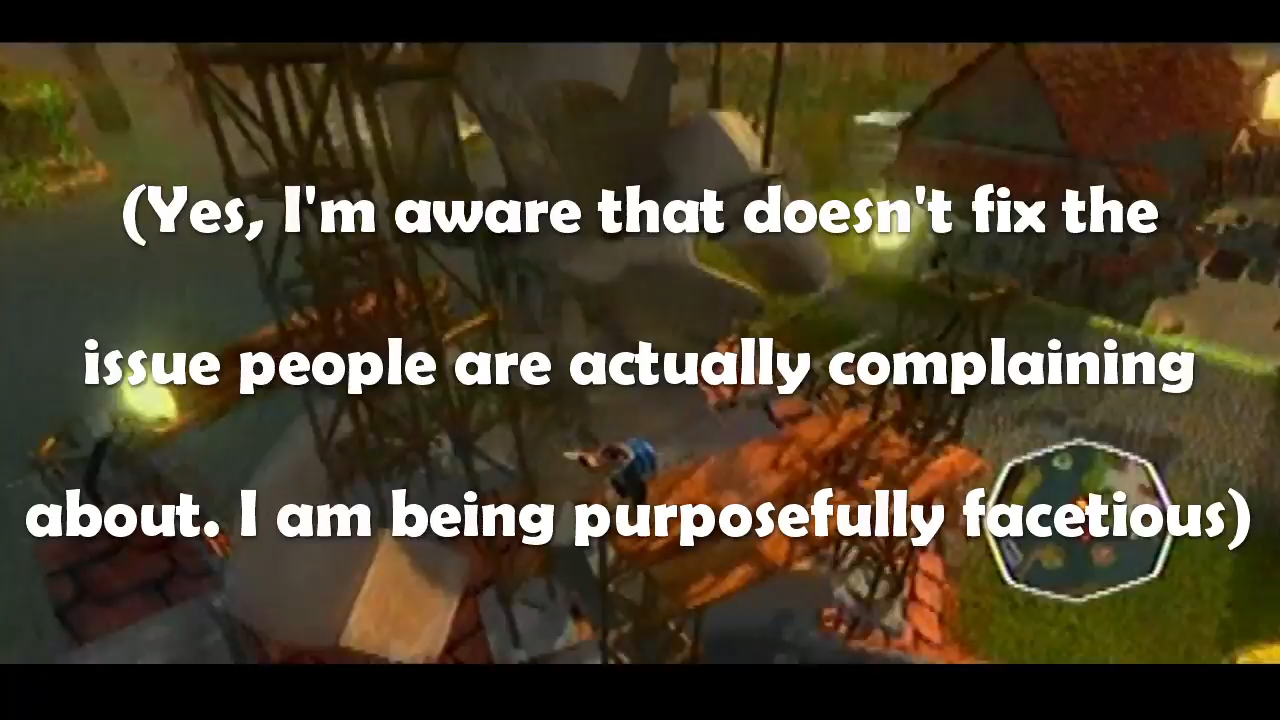 (Yes, I'm aware that doesn't fix the
issue people are actually complaining
about. I am being purposefully facetious)